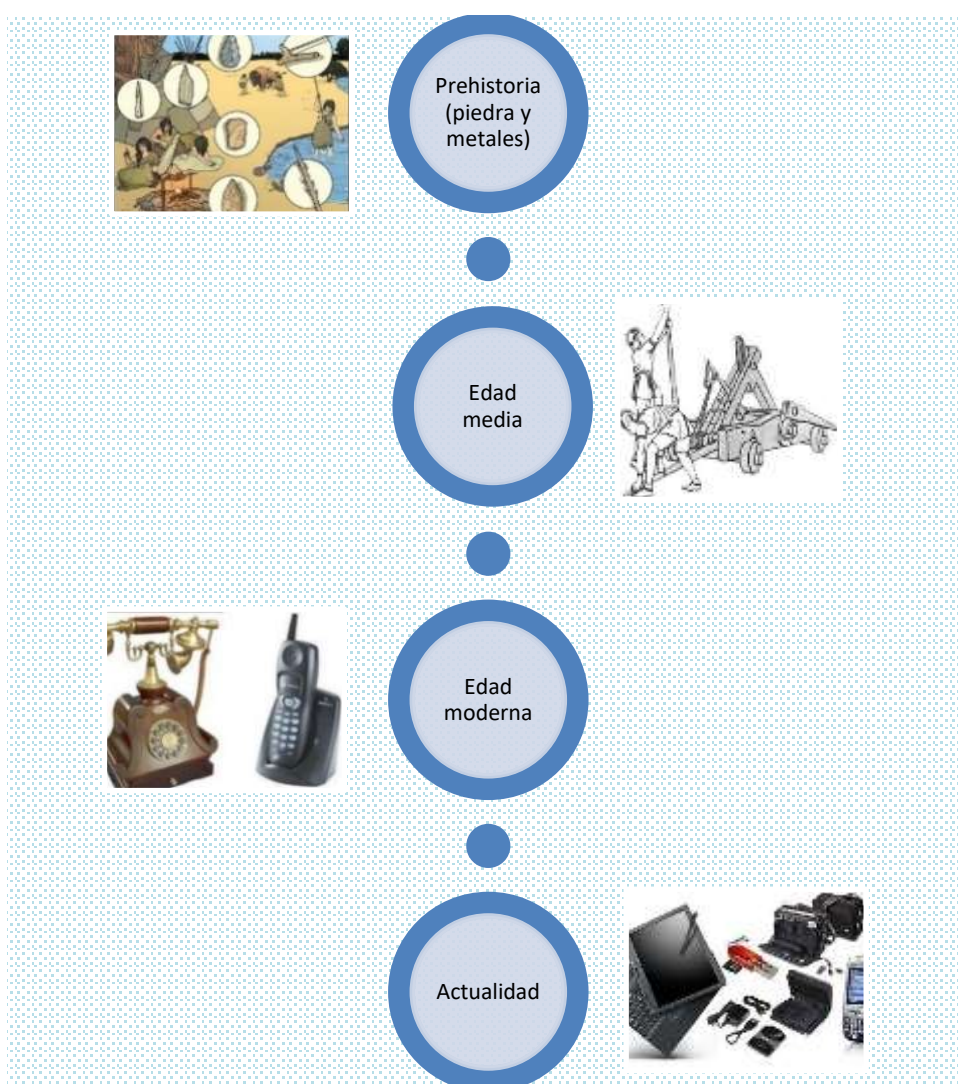 Prehistoria
(piedra y
metales)
Edad
media
Edad
moderna
Actualidad